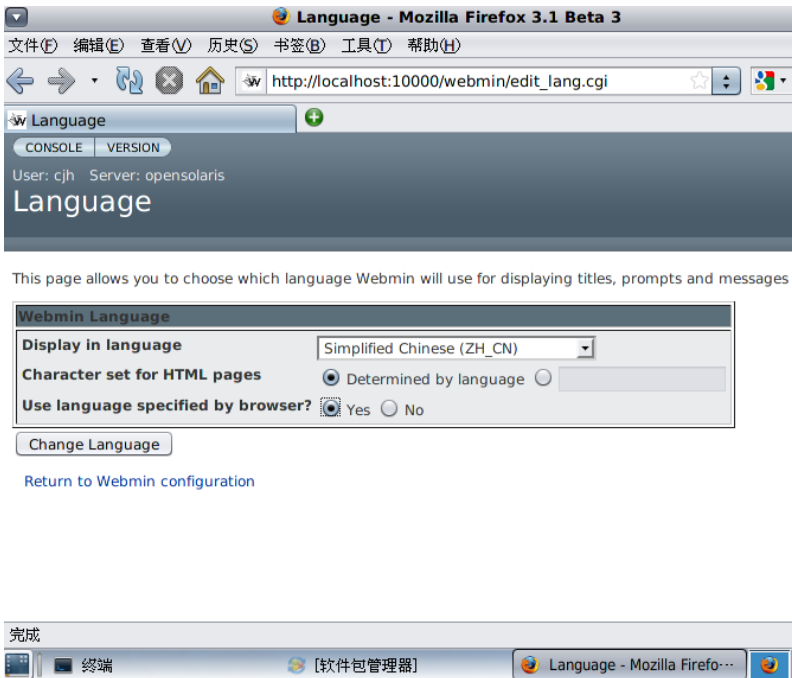 Language - Mozilla Firefox 3.1 Beta 3
文件(F) 编辑(E) 查看(V) 历史(S) 书签(B) 工具(T) 帮助(H)
http://localhost:10000/webmin/edit_lang.cgi
Language
CONSOLE VERSION
User: cjh Server: opensolaris
Language
This page allows you to choose which language Webmin will use for displaying titles, prompts and messages
Webmin Language
Display in language Simplified Chinese (ZH_CN)
Character set for HTML pages Determined by language
Use language specified by browser? Yes No
Change Language
Return to Webmin configuration
完成
终端 [软件包管理器] Language - Mozilla Firefo…